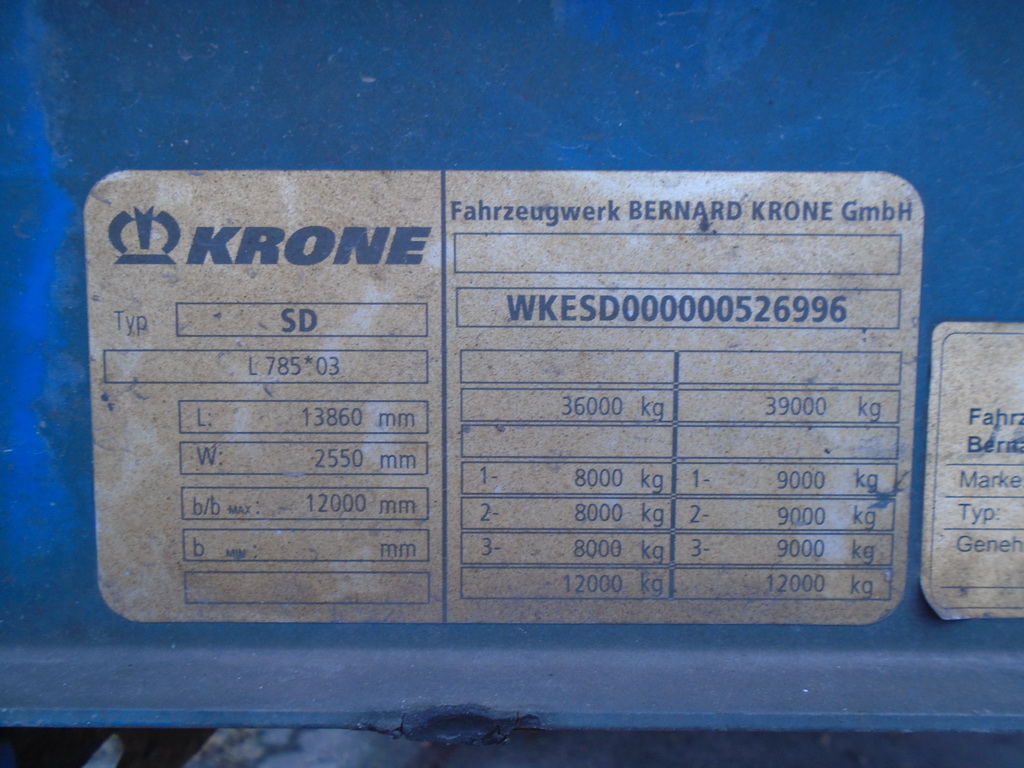 KRONE
Typ SD
L 785*03
L: 13860 mm
W: 2550 mm
b/b MAX: 12000 mm
b MIN: mm
Fahrzeugwerk BERNARD KRONE GmbH
WKESD000000526996
36000 kg 39000 kg
1- 8000 kg 1- 9000 kg
2- 8000 kg 2- 9000 kg
3- 8000 kg 3- 9000 kg
12000 kg 12000 kg
Fahrz
Berna
Marke
Typ:
Geneh